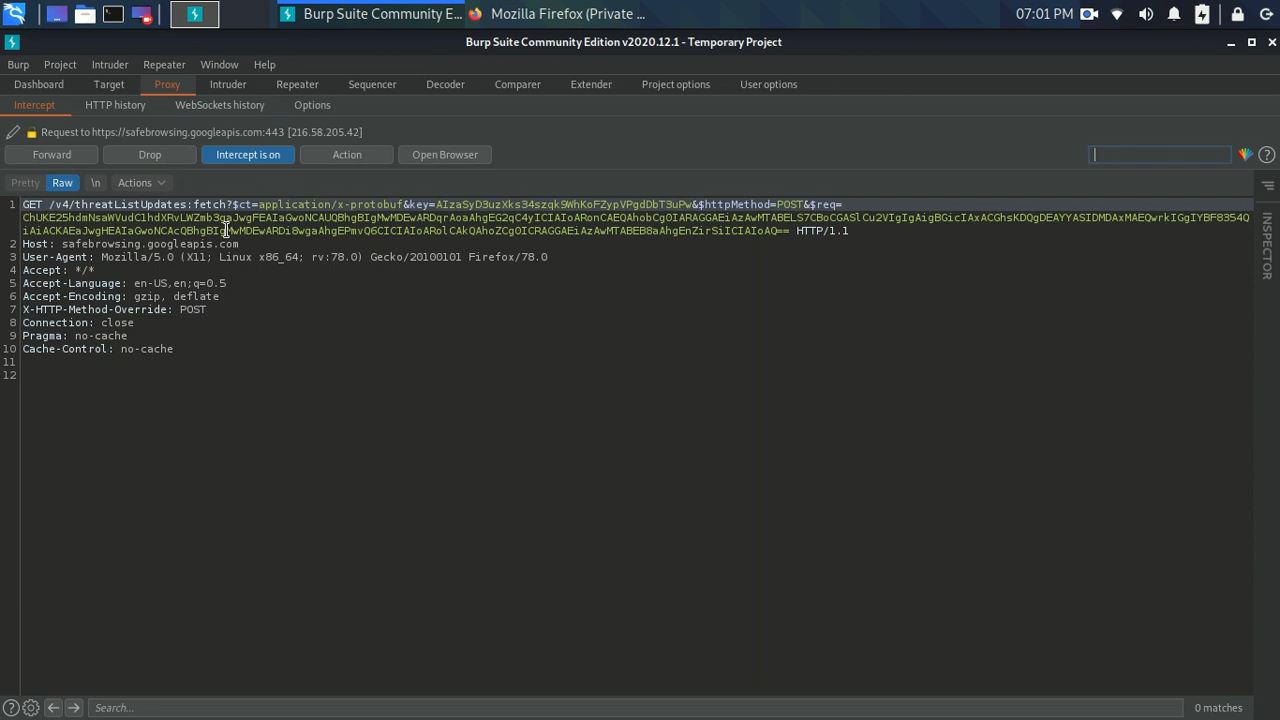 Burp Suite Community E... Mozilla Firefox (Private ... 07:01 PM
Burp Suite Community Edition v2020.12.1 - Temporary Project
Burp Project Intruder Repeater Window Help
Dashboard Target Proxy Intruder Repeater Sequencer Decoder Comparer Extender Project options User options
Intercept HTTP history WebSockets history Options
Request to https://safebrowsing.googleapis.com:443 [216.58.205.42]
Forward Drop Intercept is on Action Open Browser
Pretty Raw \n Actions
1 GET /v4/threatListUpdates:fetch?$ct=application/x-protobuf&key=AIzaSyD3uzXks34szqk9WhKoFZypVPgdDbT3uPw&$httpMethod=POST&$req=
HTTP/1.1
2 Host: safebrowsing.googleapis.com
3 User-Agent: Mozilla/5.0 (X11; Linux x86_64; rv:78.0) Gecko/20100101 Firefox/78.0
4 Accept: */*
5 Accept-Language: en-US,en;q=0.5
6 Accept-Encoding: gzip, deflate
7 X-HTTP-Method-Override: POST
8 Connection: close
9 Pragma: no-cache
10 Cache-Control: no-cache
11
12
INSPECTOR
Search... 0 matches